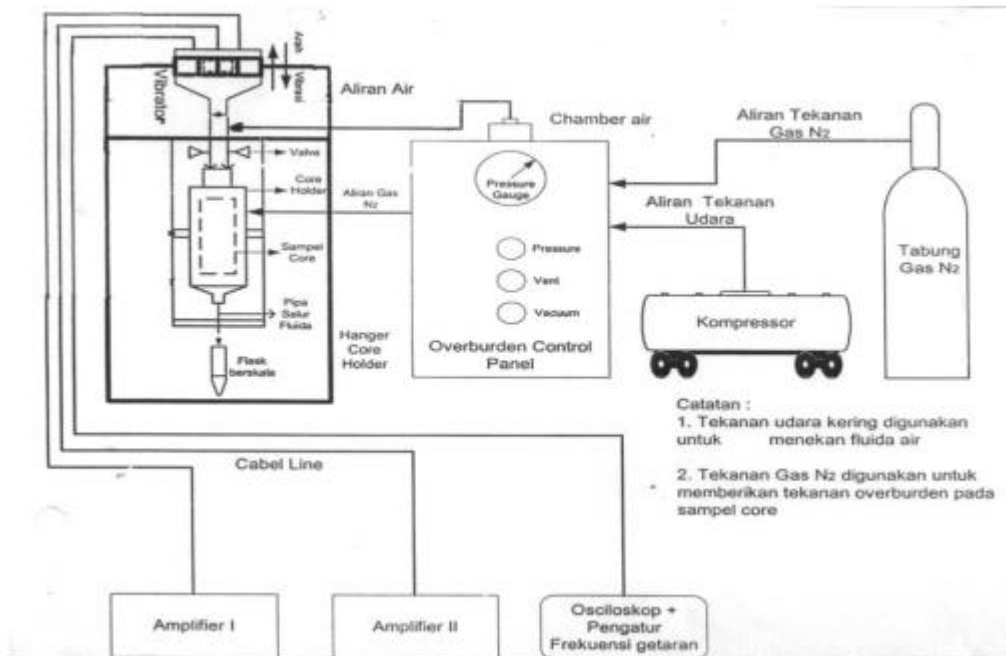 Arah
Vibrasi
Vibrator
Aliran Air
Chamber air
Aliran Tekanan
Gas N2
Valve
Core
Holder
Aliran Gas
N2
Pressure
Gauge
Aliran Tekanan
Udara
Sampel
Core
Pressure
Vent
Vacuum
Tabung
Gas N2
Pipa
Salur
Fluida
Kompressor
Hanger
Core
Holder
Overburden Control
Panel
Flask
berskala
Catatan :
1. Tekanan udara kering digunakan
untuk menekan fluida air
2. Tekanan Gas N2 digunakan untuk
memberikan tekanan overburden pada
sampel core
Cabel Line
Amplifier I
Amplifier II
Osciloskop +
Pengatur
Frekuensi getaran